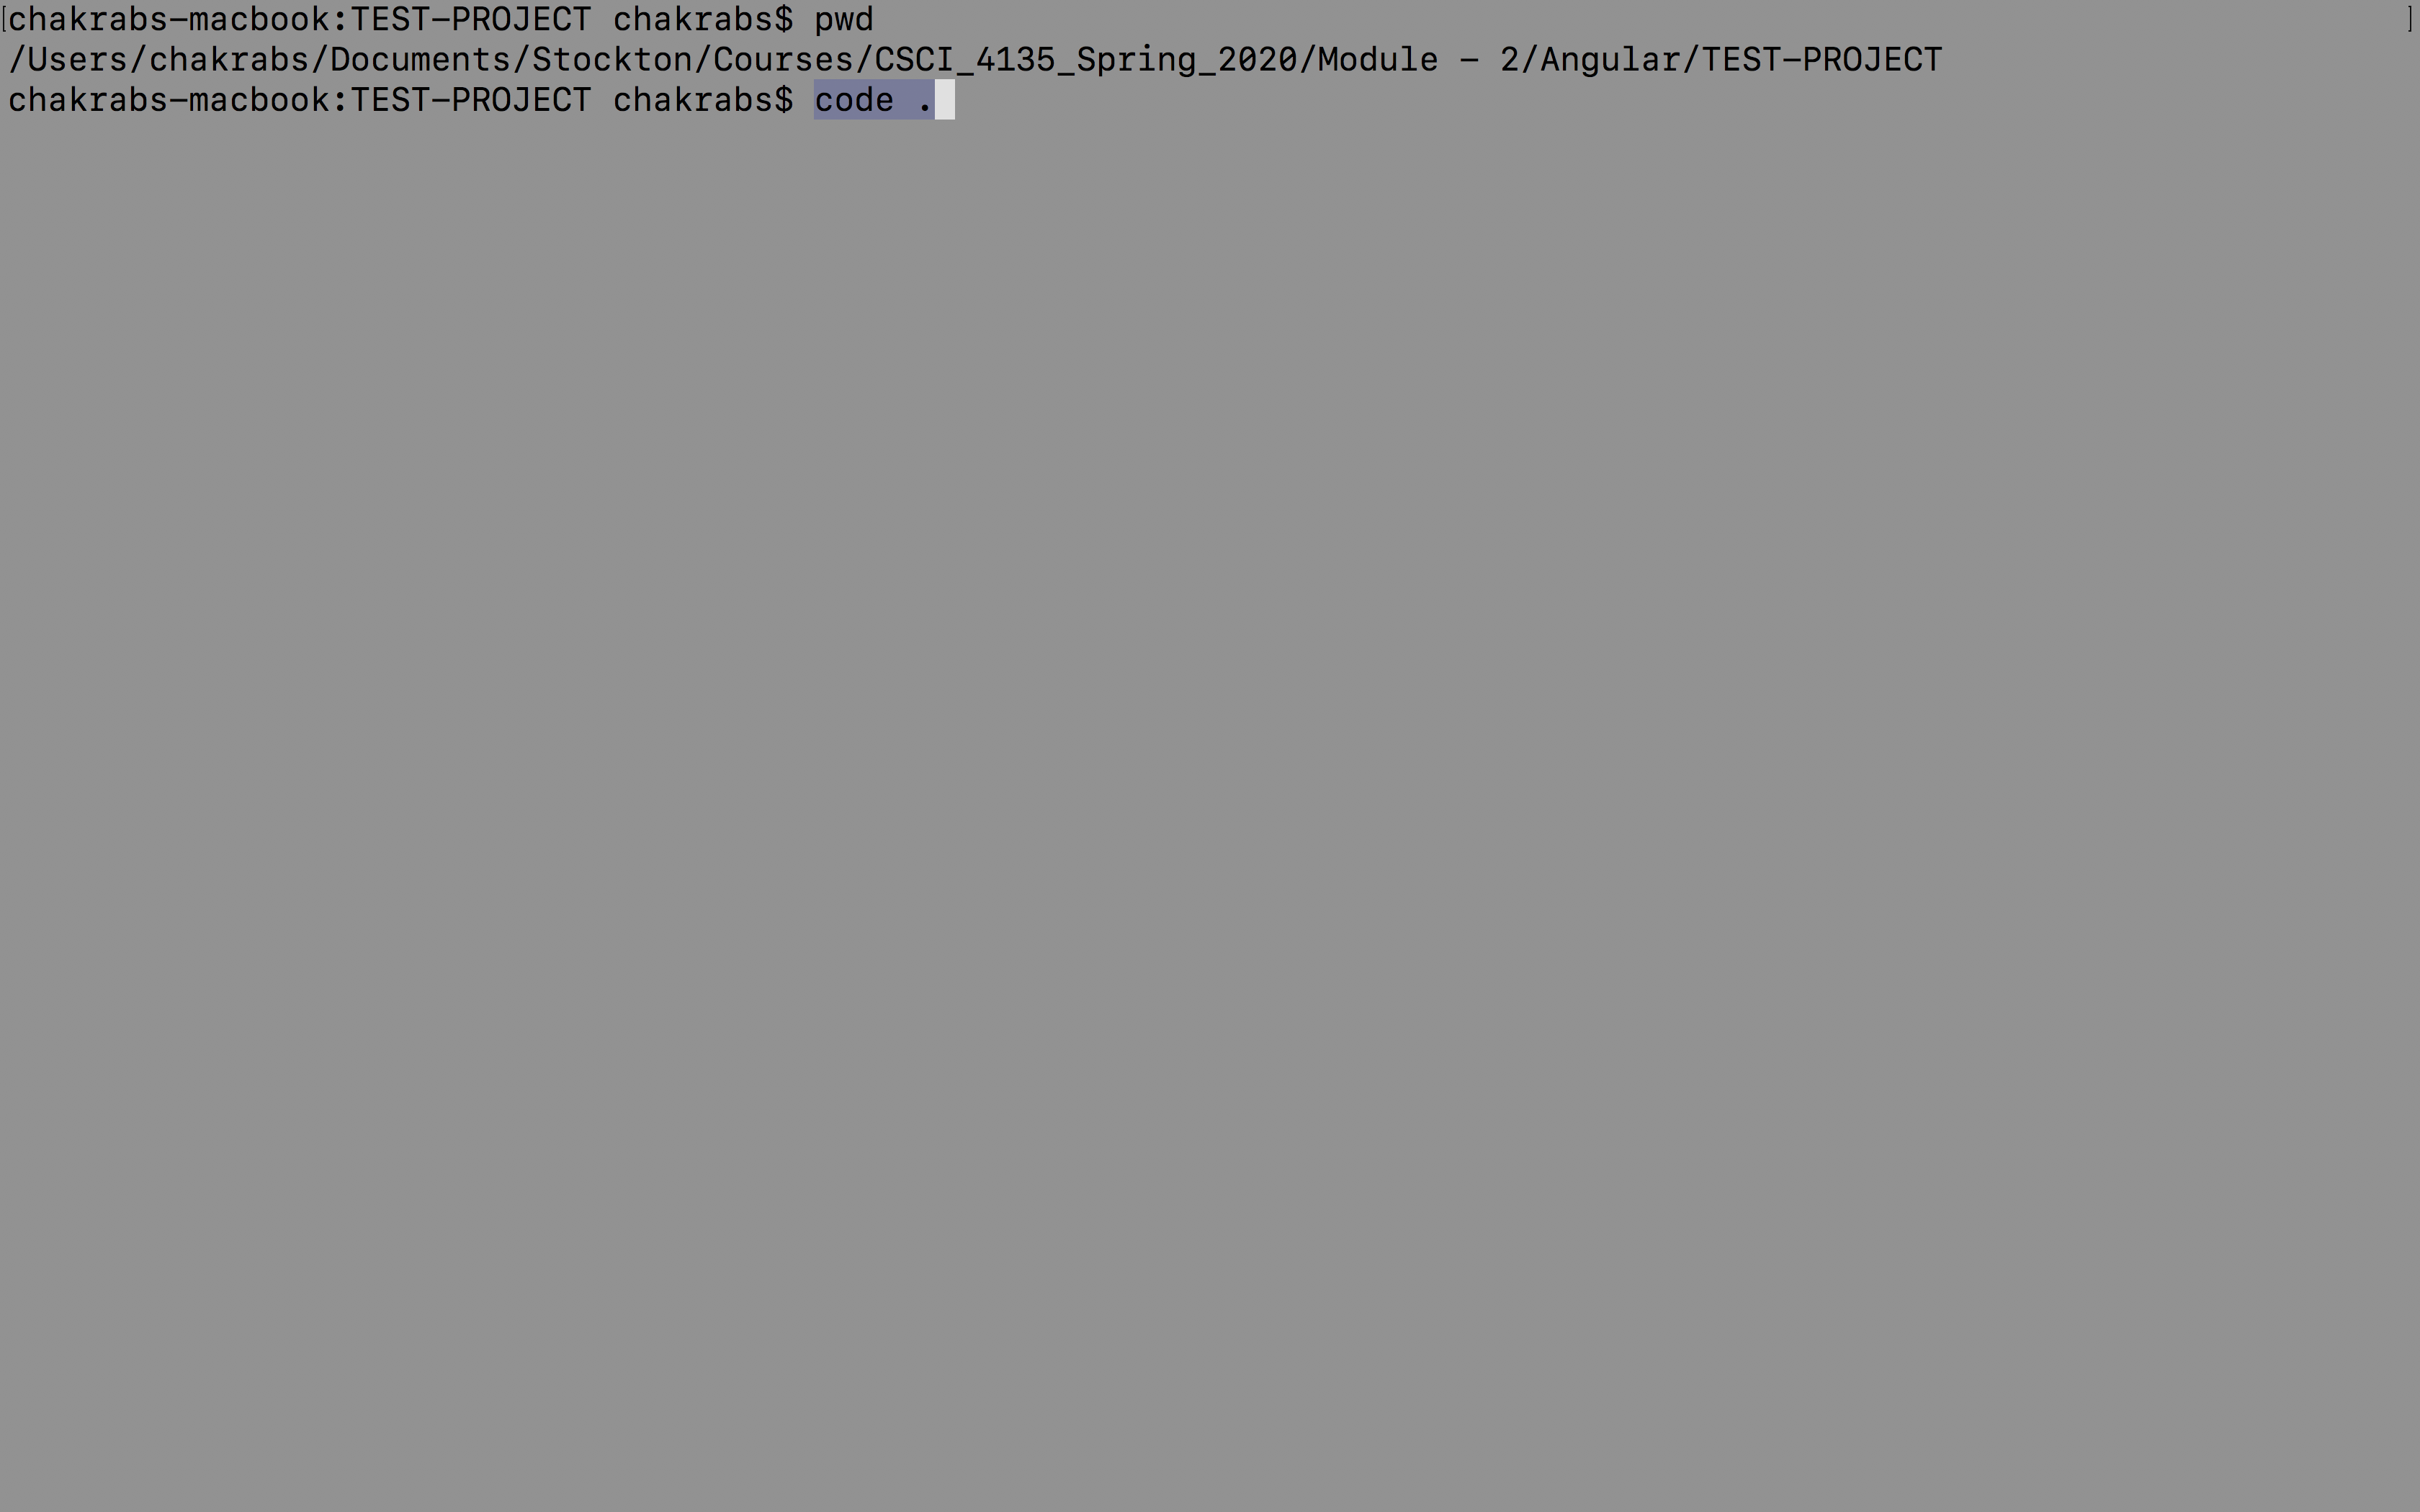 [chakrabs-macbook:TEST-PROJECT chakrabs$ pwd ]
/Users/chakrabs/Documents/Stockton/Courses/CSCI_4135_Spring_2020/Module - 2/Angular/TEST-PROJECT
chakrabs-macbook:TEST-PROJECT chakrabs$ code .